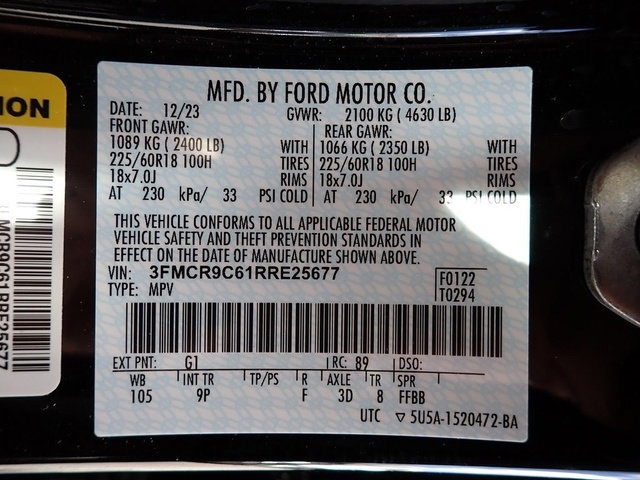 MFD. BY FORD MOTOR CO.
DATE: 12/23 GVWR: 2100 KG ( 4630 LB)
FRONT GAWR: REAR GAWR:
1089 KG ( 2400 LB) WITH 1066 KG ( 2350 LB) WITH
225/60R18 100H TIRES 225/60R18 100H TIRES
18x7.0J RIMS 18x7.0J RIMS
AT 230 kPa/ 33 PSI COLD AT 230 kPa/ 33 PSI COLD
THIS VEHICLE CONFORMS TO ALL APPLICABLE FEDERAL MOTOR
VEHICLE SAFETY AND THEFT PREVENTION STANDARDS IN
EFFECT ON THE DATE OF MANUFACTURE SHOWN ABOVE.
VIN: 3FMCR9C61RRE25677
TYPE: MPV
F0122
T0294
EXT PNT: G1 RC: 89 DSO:
WB INT TR TP/PS R AXLE TR SPR
105 9P F 3D 8 FFBB
UTC ▽ 5U5A-1520472-BA
ION
MCR9C61RRE25677